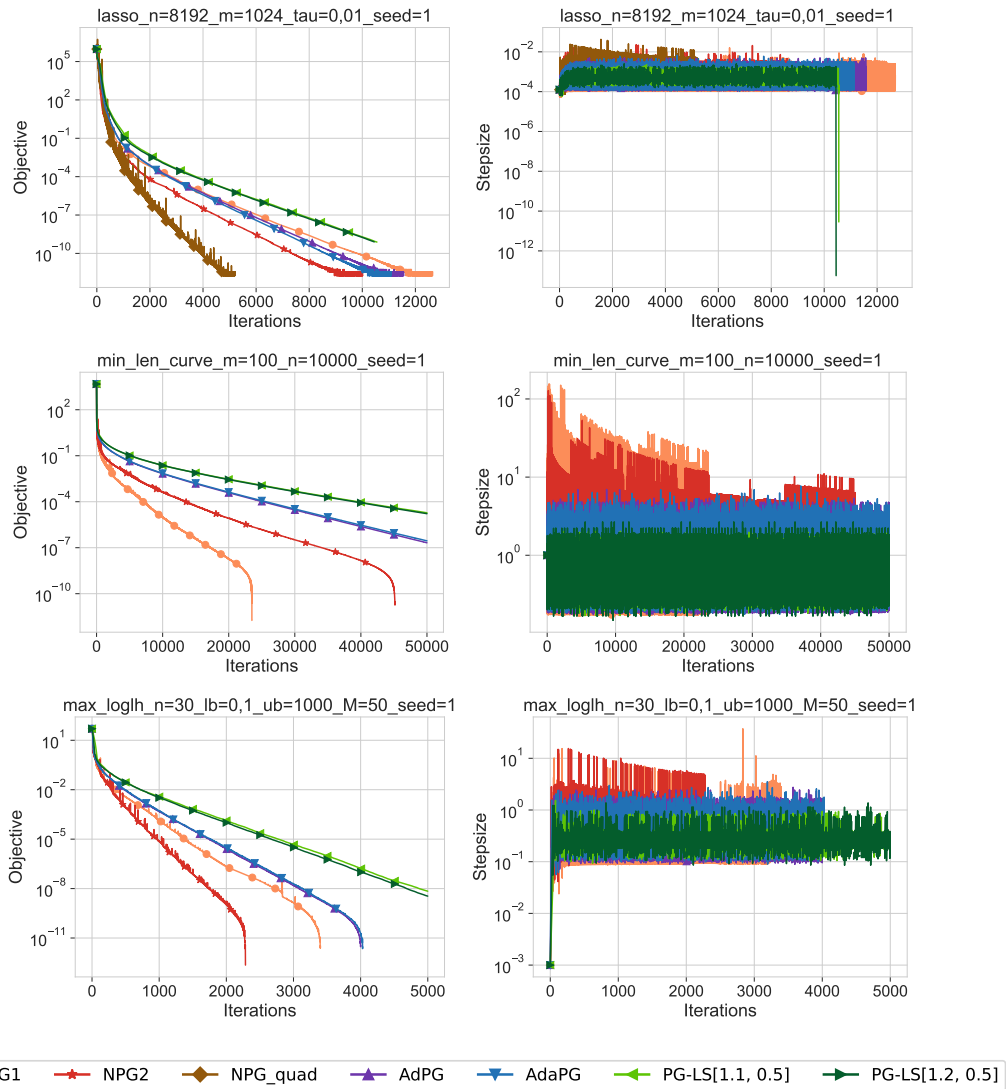 lasso_n=8192_m=1024_tau=0,01_seed=1
Objective
10^5
10^2
10^-1
10^-4
10^-7
10^-10
0 2000 4000 6000 8000 10000 12000
Iterations
lasso_n=8192_m=1024_tau=0,01_seed=1
Stepsize
10^-2
10^-4
10^-6
10^-8
10^-10
10^-12
0 2000 4000 6000 8000 10000 12000
Iterations
min_len_curve_m=100_n=10000_seed=1
Objective
10^2
10^-1
10^-4
10^-7
10^-10
0 10000 20000 30000 40000 50000
Iterations
min_len_curve_m=100_n=10000_seed=1
Stepsize
10^2
10^1
10^0
0 10000 20000 30000 40000 50000
Iterations
max_loglh_n=30_lb=0,1_ub=1000_M=50_seed=1
Objective
10^1
10^-2
10^-5
10^-8
10^-11
0 1000 2000 3000 4000 5000
Iterations
max_loglh_n=30_lb=0,1_ub=1000_M=50_seed=1
Stepsize
10^1
10^0
10^-1
10^-2
10^-3
0 1000 2000 3000 4000 5000
Iterations
G1 NPG2 NPG_quad AdPG AdaPG PG-LS[1.1, 0.5] PG-LS[1.2, 0.5]